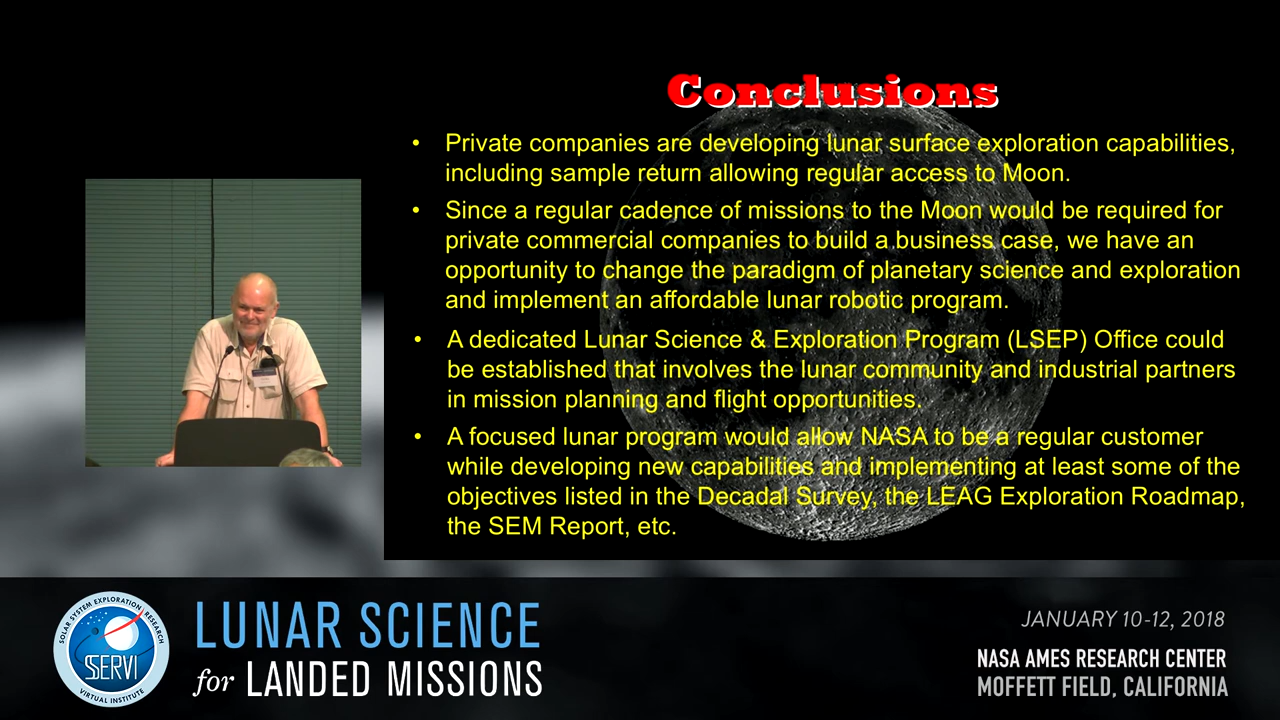 Conclusions
• Private companies are developing lunar surface exploration capabilities,
including sample return allowing regular access to Moon.
• Since a regular cadence of missions to the Moon would be required for
private commercial companies to build a business case, we have an
opportunity to change the paradigm of planetary science and exploration
and implement an affordable lunar robotic program.
• A dedicated Lunar Science & Exploration Program (LSEP) Office could
be established that involves the lunar community and industrial partners
in mission planning and flight opportunities.
• A focused lunar program would allow NASA to be a regular customer
while developing new capabilities and implementing at least some of the
objectives listed in the Decadal Survey, the LEAG Exploration Roadmap,
the SEM Report, etc.
SOLAR SYSTEM EXPLORATION RESEARCH
SSERVI
VIRTUAL INSTITUTE
LUNAR SCIENCE
for LANDED MISSIONS
JANUARY 10-12, 2018
NASA AMES RESEARCH CENTER
MOFFETT FIELD, CALIFORNIA